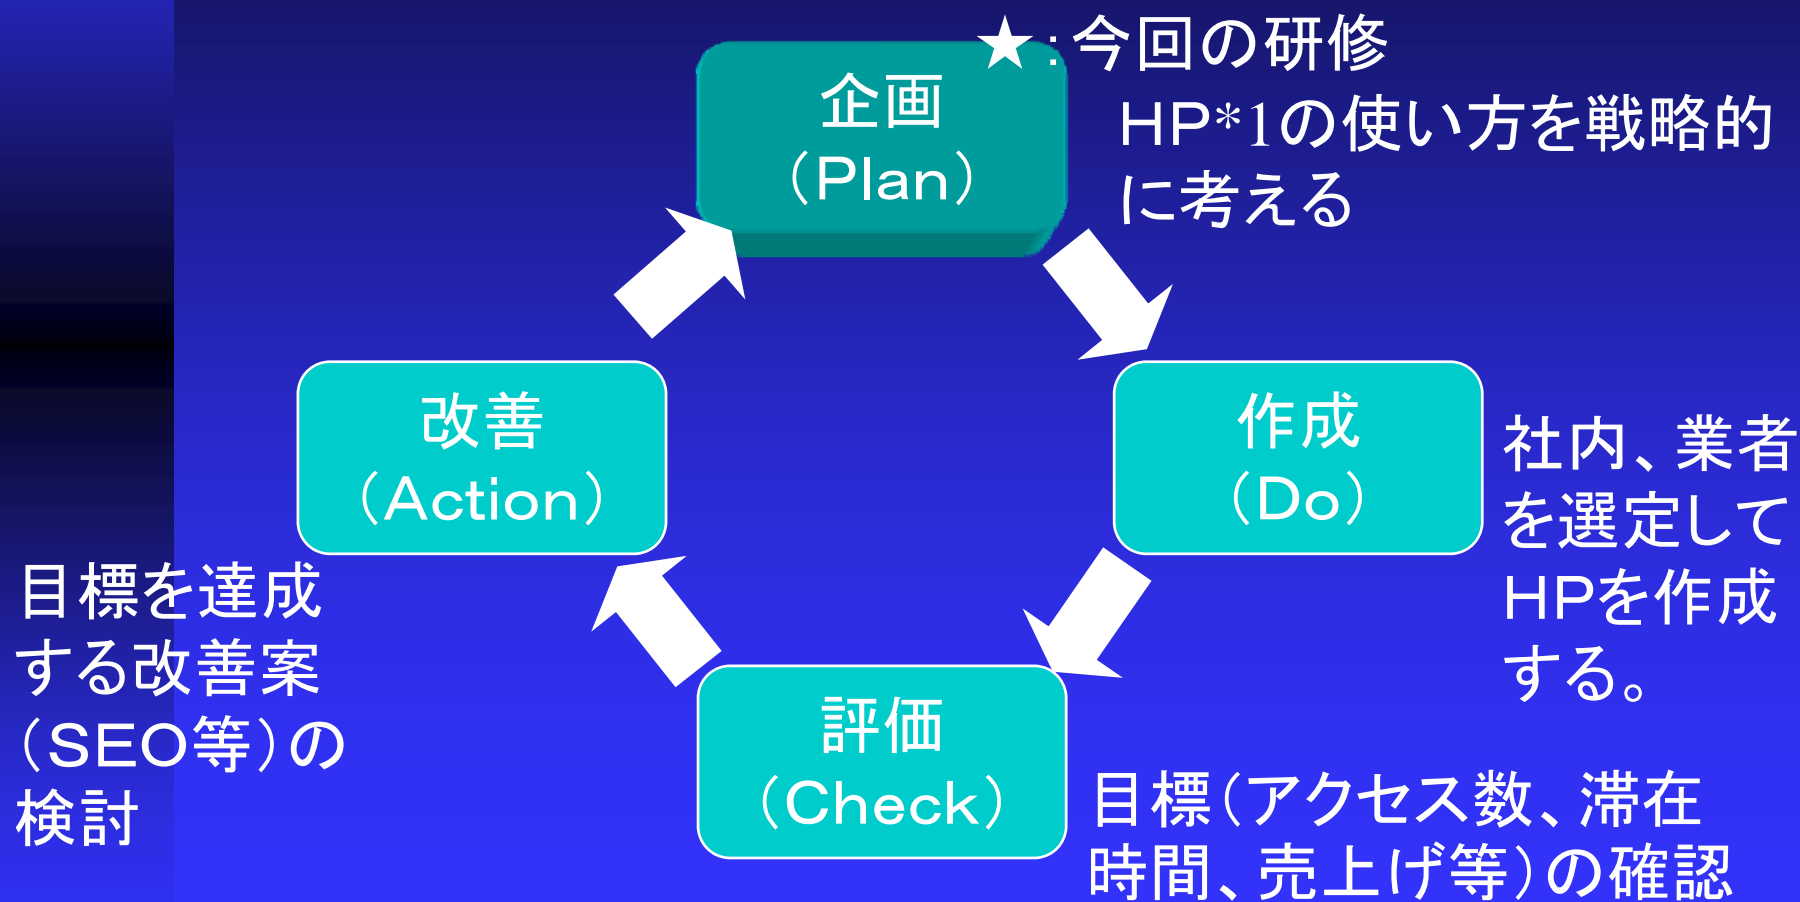 ★：今回の研修
企画
（Plan）
HP*1の使い方を戦略的
に考える
改善
（Action）
作成
（Do）
社内、業者
を選定して
HPを作成
する。
目標を達成
する改善案
（SEO等）の
検討
評価
（Check）
目標（アクセス数、滞在
時間、売上げ等）の確認